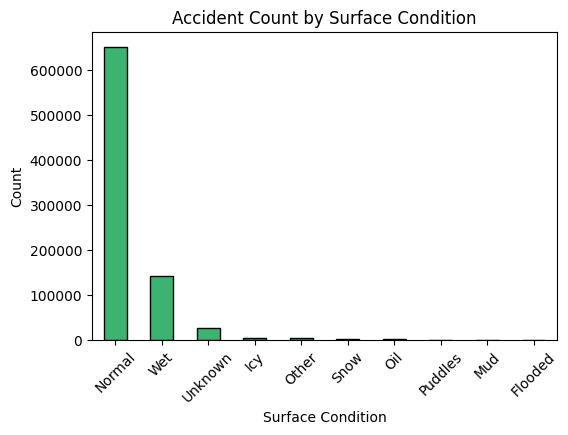 Accident Count by Surface Condition
Count
600000
500000
400000
300000
200000
100000
0
Normal
Wet
Unknown
Icy
Other
Snow
Oil
Puddles
Mud
Flooded
Surface Condition